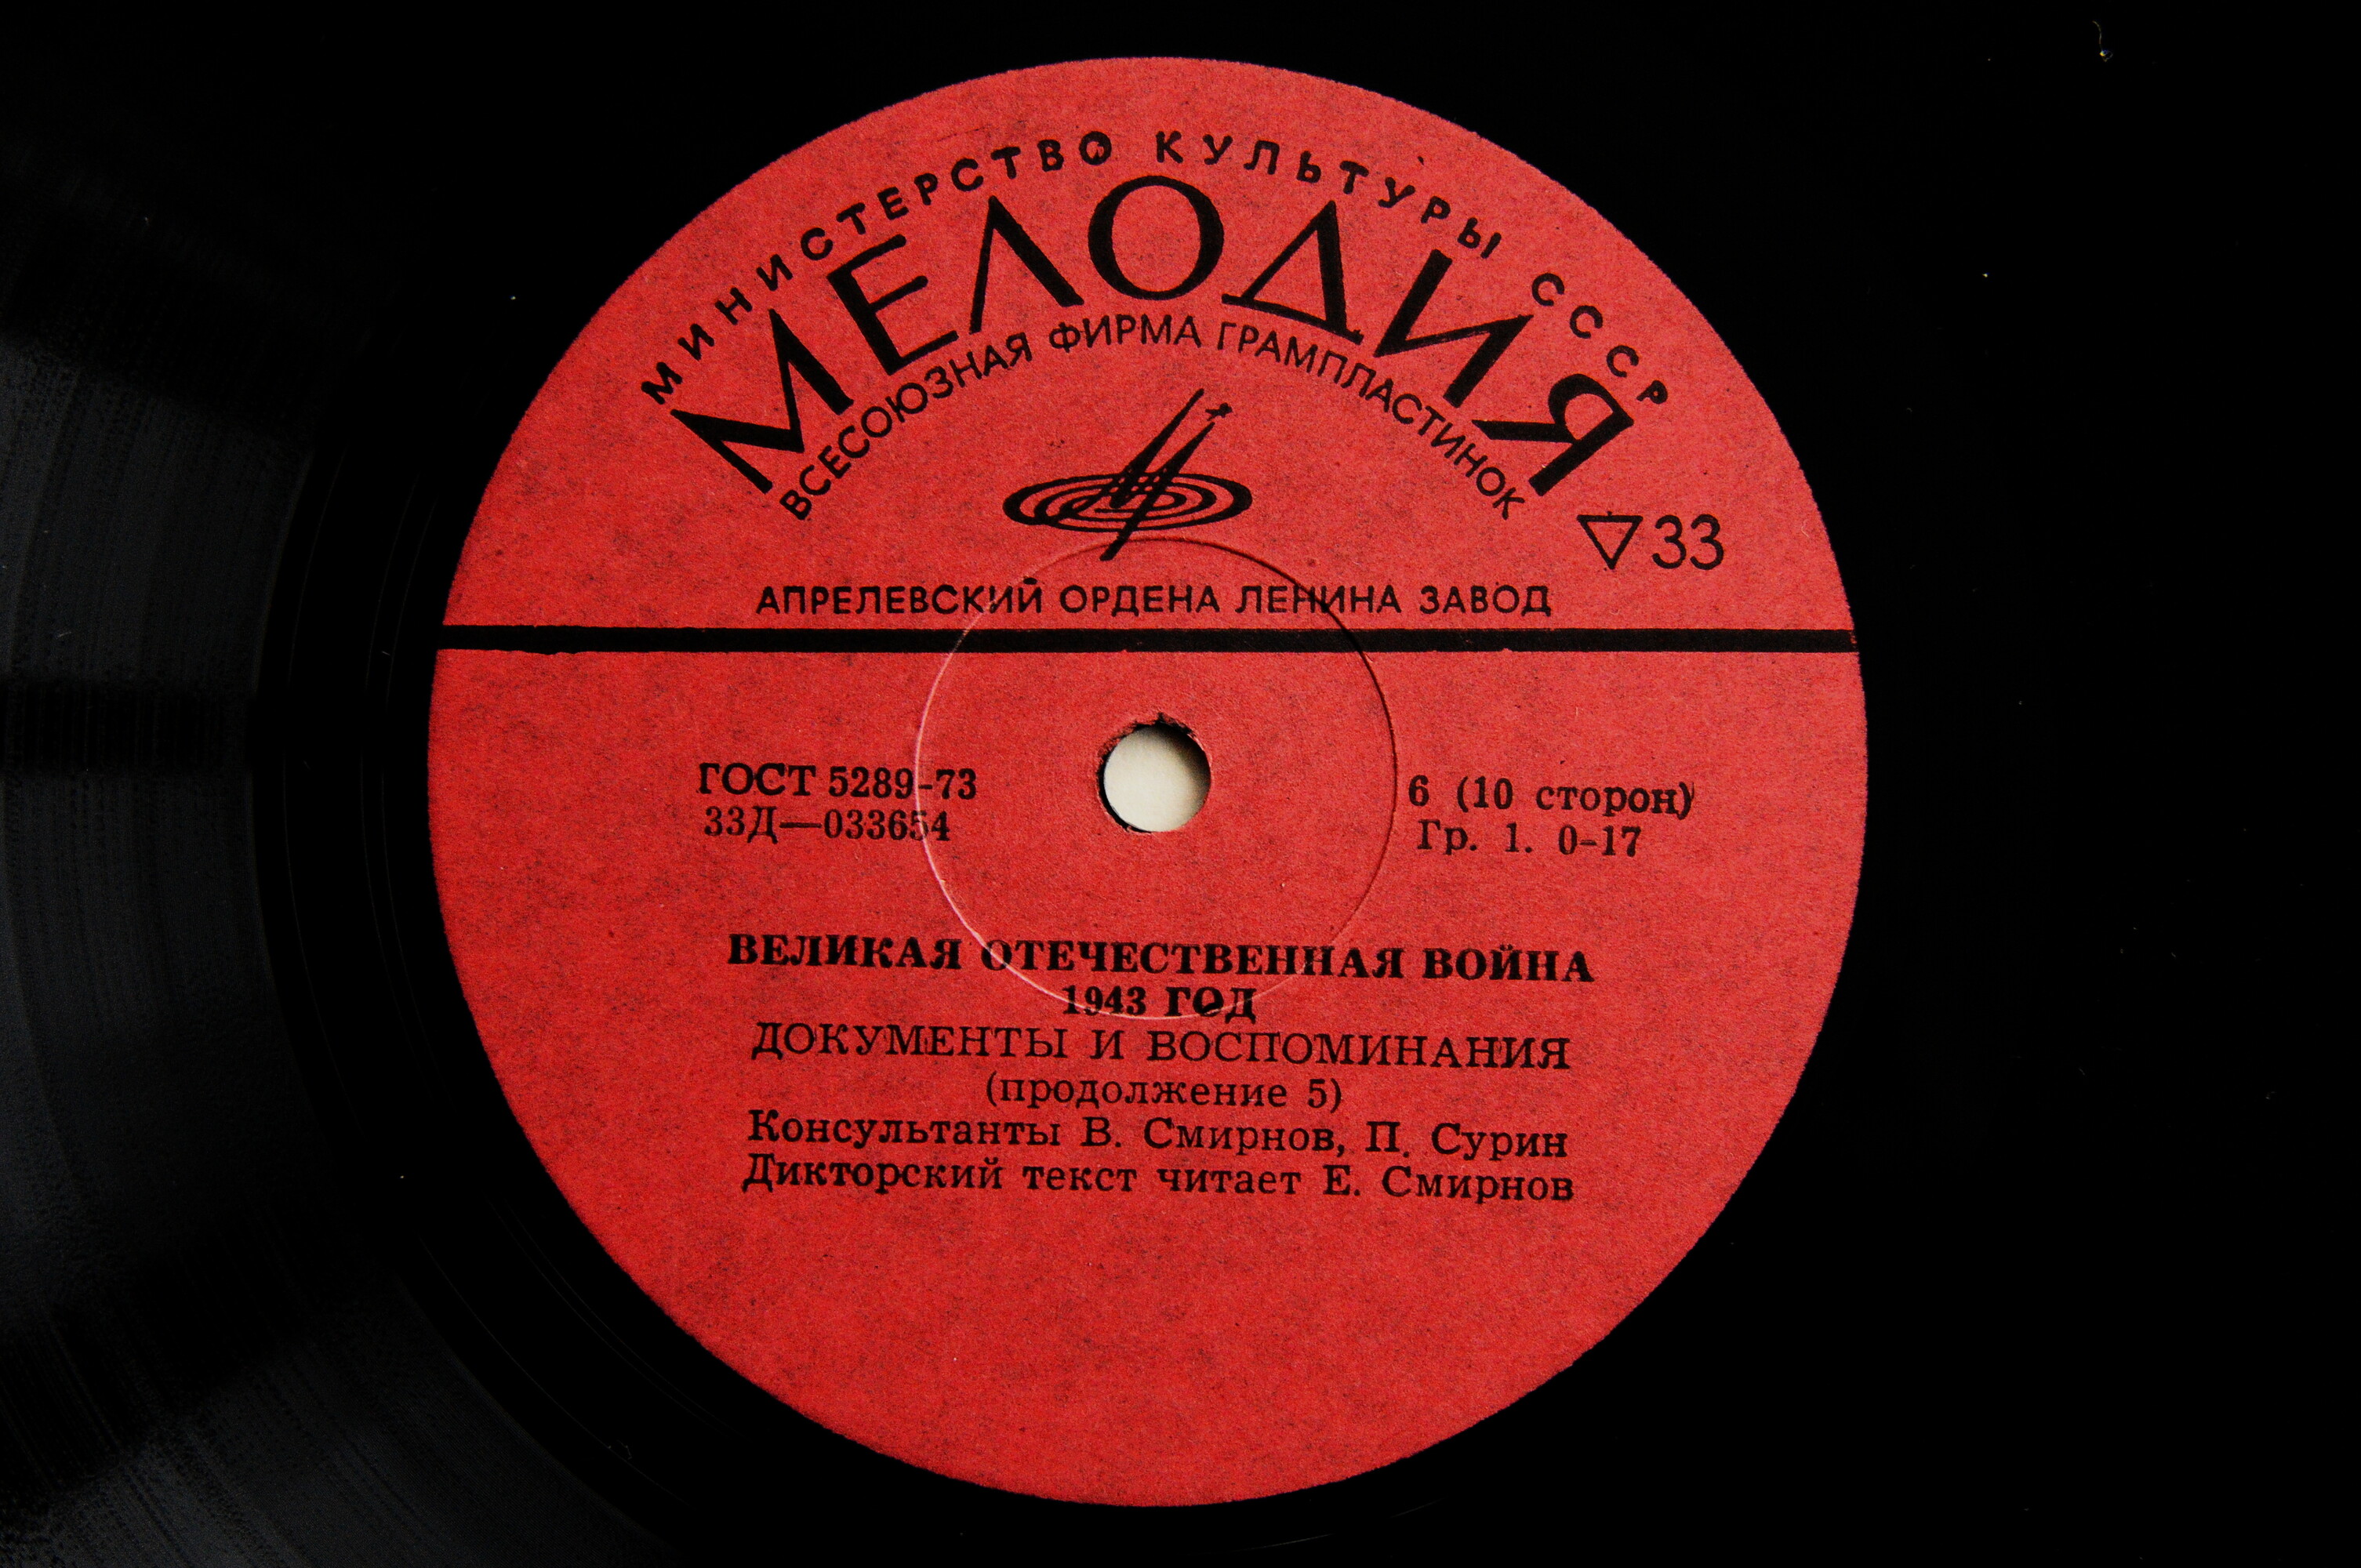 МИНИСТЕРСТВО КУЛЬТУРЫ СССР
МЕЛОДИЯ
ВСЕСОЮЗНАЯ ФИРМА ГРАМПЛАСТИНОК
▽33
АПРЕЛЕВСКИЙ ОРДЕНА ЛЕНИНА ЗАВОД
ГОСТ 5289-73
33Д—033654
6 (10 сторон)
Гр. 1. 0-17
ВЕЛИКАЯ ОТЕЧЕСТВЕННАЯ ВОЙНА
1943 ГОД
ДОКУМЕНТЫ И ВОСПОМИНАНИЯ
(продолжение 5)
Консультанты В. Смирнов, П. Сурин
Дикторский текст читает Е. Смирнов